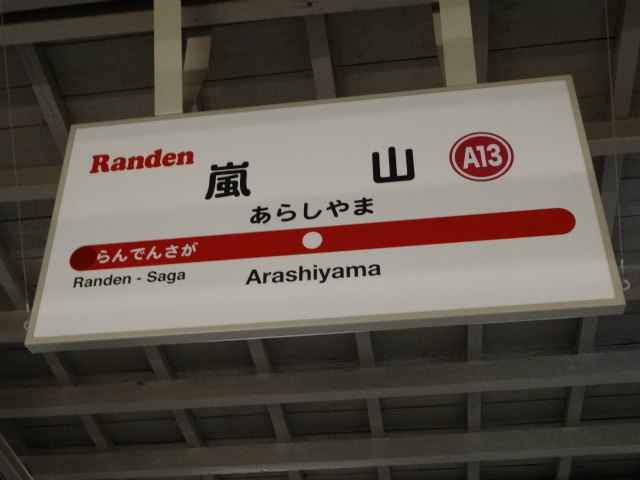 Randen
嵐山
A13
あらしやま
らんでんさが
Randen - Saga
Arashiyama